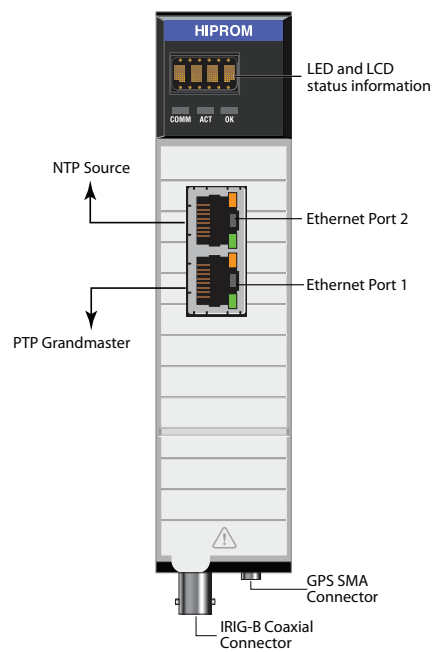 HIPROM
LED and LCD
status information
COMM ACT OK
NTP Source
Ethernet Port 2
Ethernet Port 1
PTP Grandmaster
GPS SMA
Connector
IRIG-B Coaxial
Connector